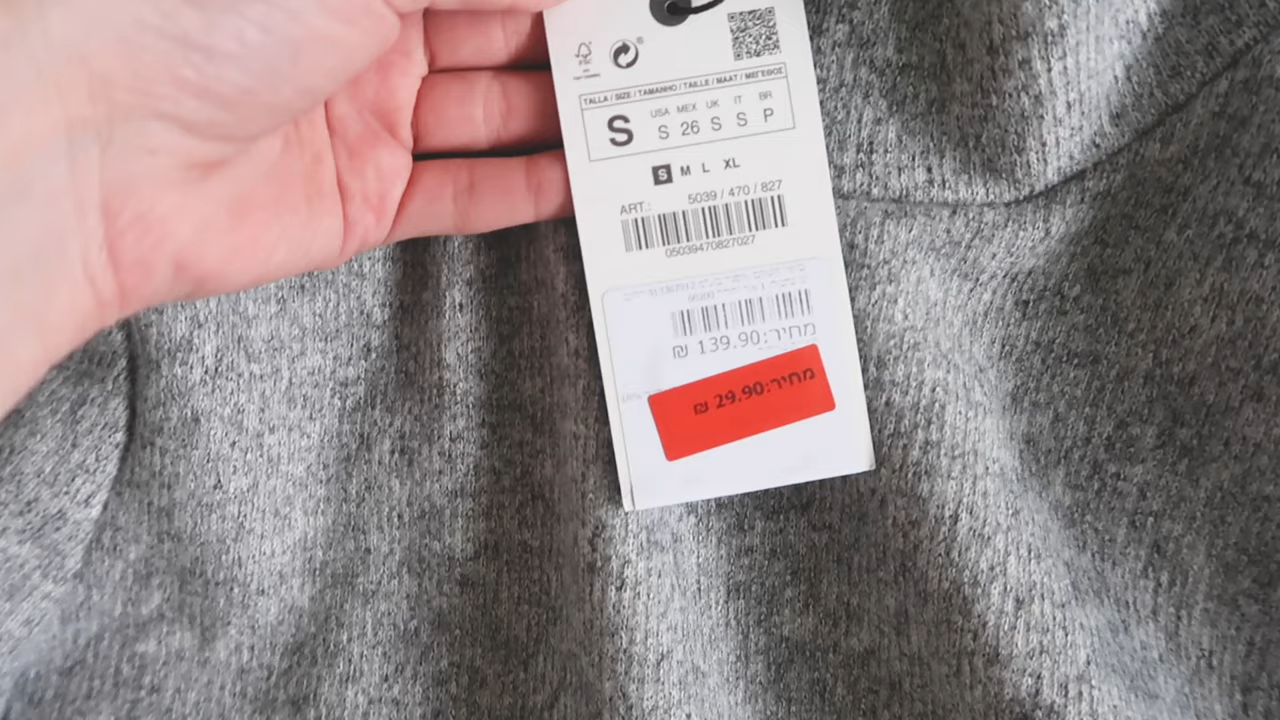 FSC
TALLA / SIZE / TAMANHO / TAILLE / MAAT / ΜΕΓΕΘΟΣ
USA MEX UK IT BR
S S 26 S S P
S M L XL
ART.: 5039 / 470 / 827
05039470827027
מחיר:139.90 ₪
מחיר:29.90 ₪